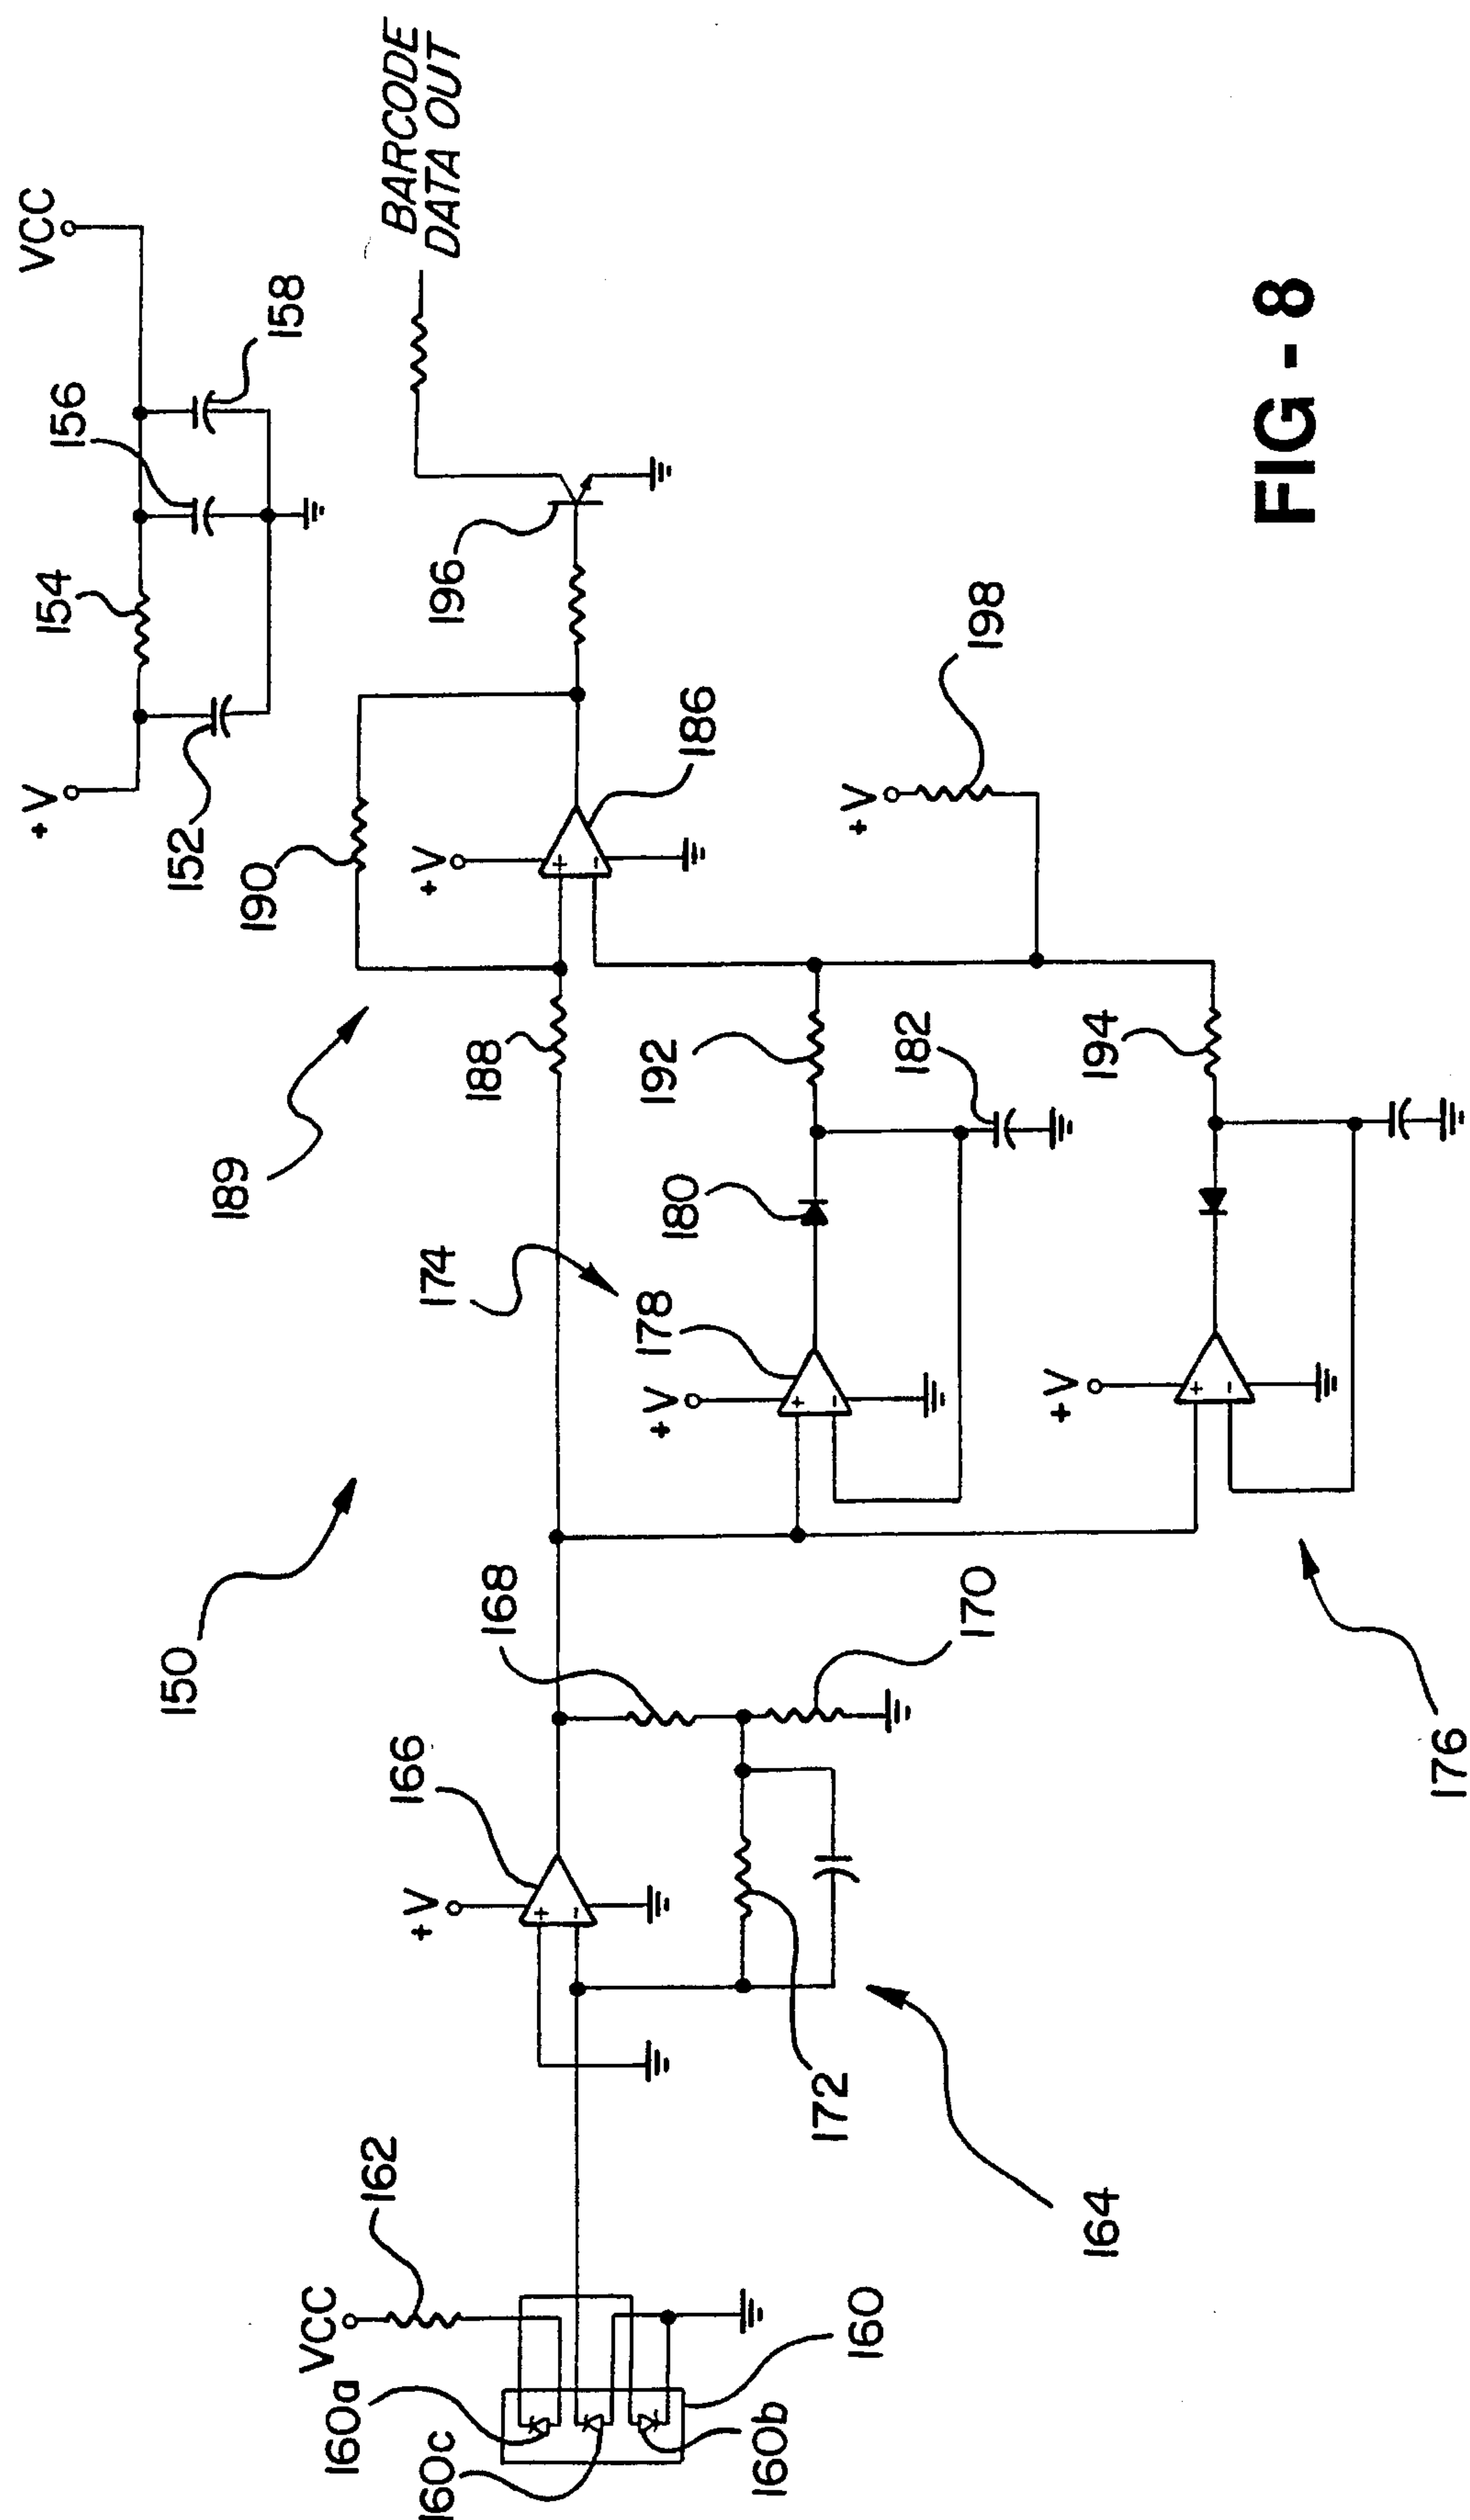 +V
VCC
154
156
152
158
BARCODE
DATA OUT
190
189
+V
188
186
196
150
174
+V
178
180
192
182
+V
198
194
+V
176
166
+V
168
170
172
164
VCC
162
160a
160c
160b
160
+
-
+
-
+
-
+
-
FIG - 8